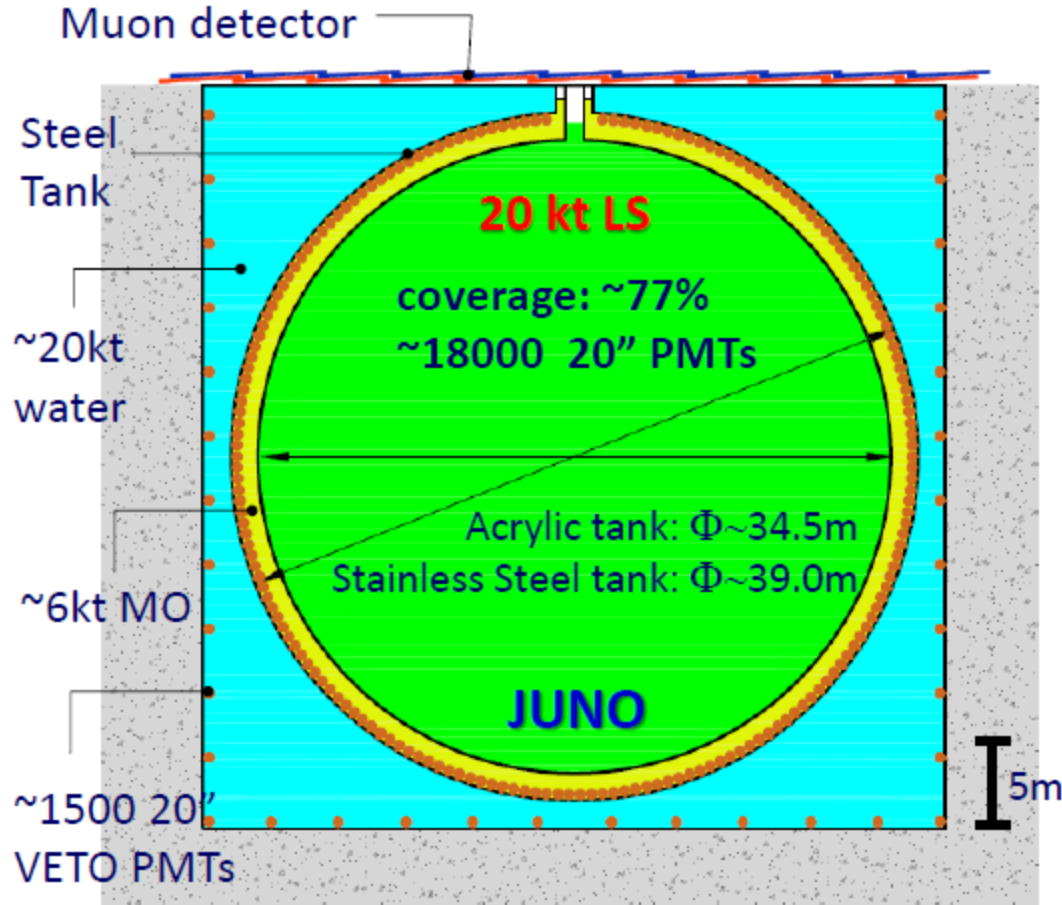 Muon detector
Steel
Tank
20 kt LS
coverage: ~77%
~18000 20” PMTs
~20kt
water
Acrylic tank: Φ~34.5m
Stainless Steel tank: Φ~39.0m
~6kt MO
JUNO
5m
~1500 20”
VETO PMTs